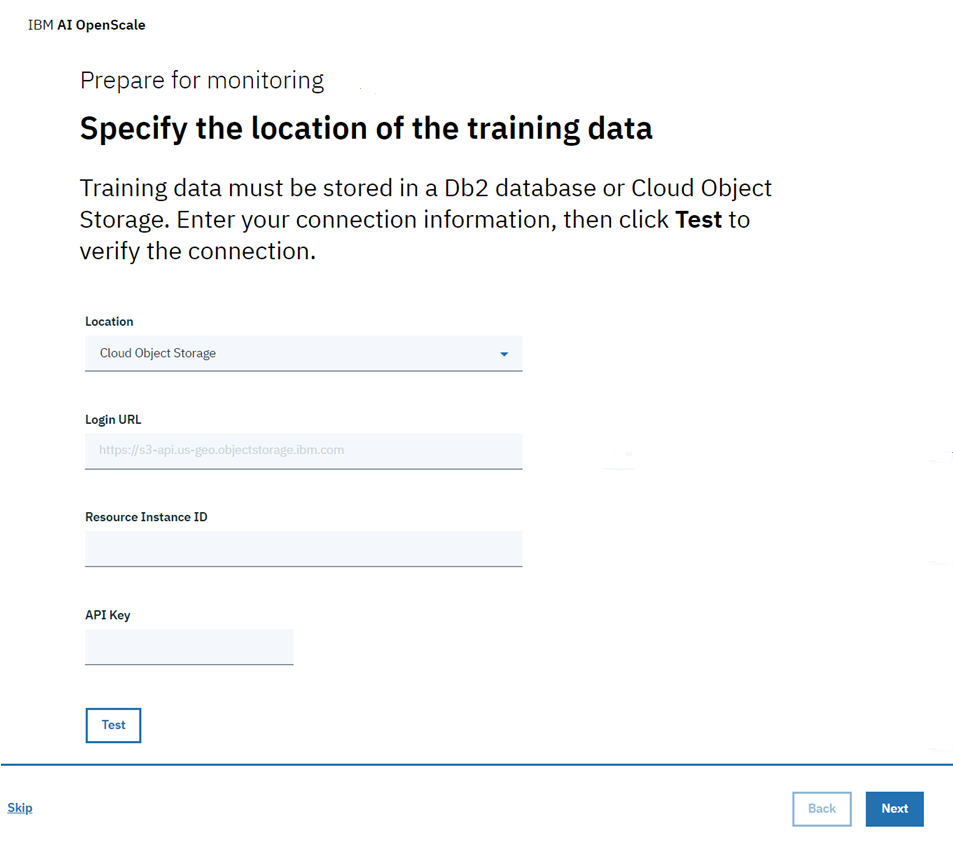 IBM AI OpenScale
Prepare for monitoring
Specify the location of the training data
Training data must be stored in a Db2 database or Cloud Object
Storage. Enter your connection information, then click Test to
verify the connection.
Location
Cloud Object Storage
Login URL
https://s3-api.us-geo.objectstorage.ibm.com
Resource Instance ID
API Key
Test
Skip
Back
Next